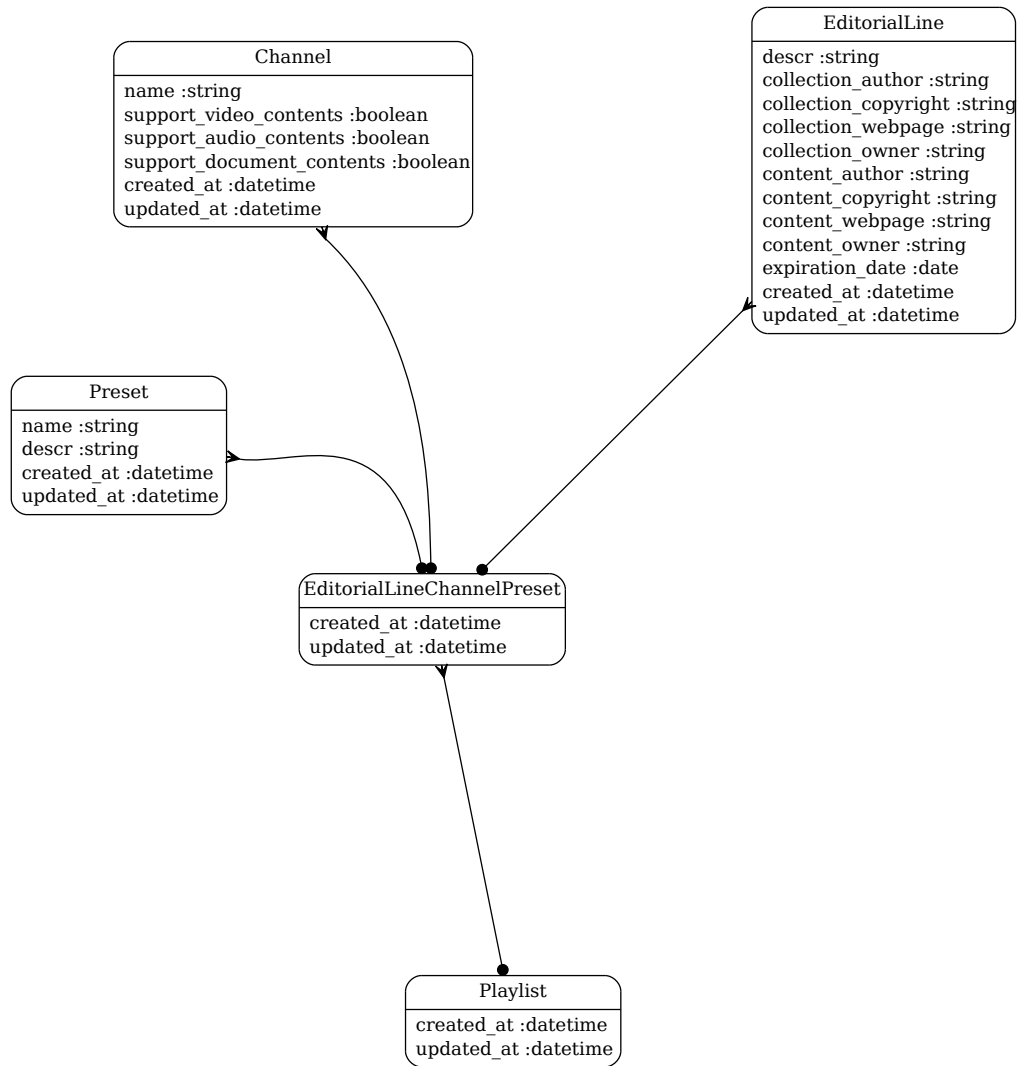 EditorialLine
descr :string
collection_author :string
collection_copyright :string
collection_webpage :string
collection_owner :string
content_author :string
content_copyright :string
content_webpage :string
content_owner :string
expiration_date :date
created_at :datetime
updated_at :datetime
Channel
name :string
support_video_contents :boolean
support_audio_contents :boolean
support_document_contents :boolean
created_at :datetime
updated_at :datetime
Preset
name :string
descr :string
created_at :datetime
updated_at :datetime
EditorialLineChannelPreset
created_at :datetime
updated_at :datetime
Playlist
created_at :datetime
updated_at :datetime